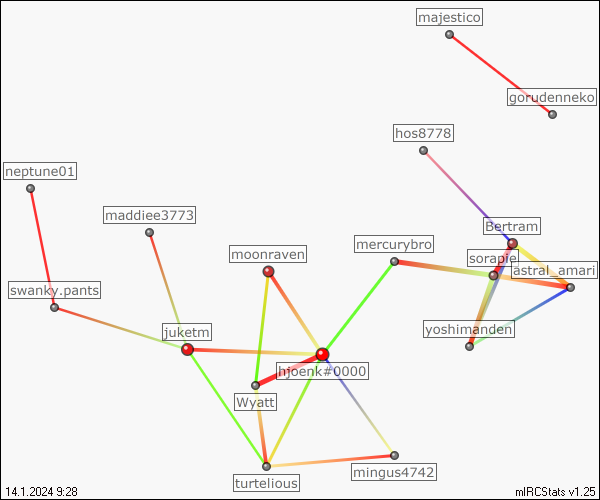 majestico
gorudenneko
hos8778
neptune01
maddiee3773
Bertram
moonraven
mercurybro
sorapie
astral_amari
swanky.pants
juketm
yoshimanden
hjoenk#0000
Wyatt
turtelious
mingus4742
14.1.2024 9:28
mIRCStats v1.25